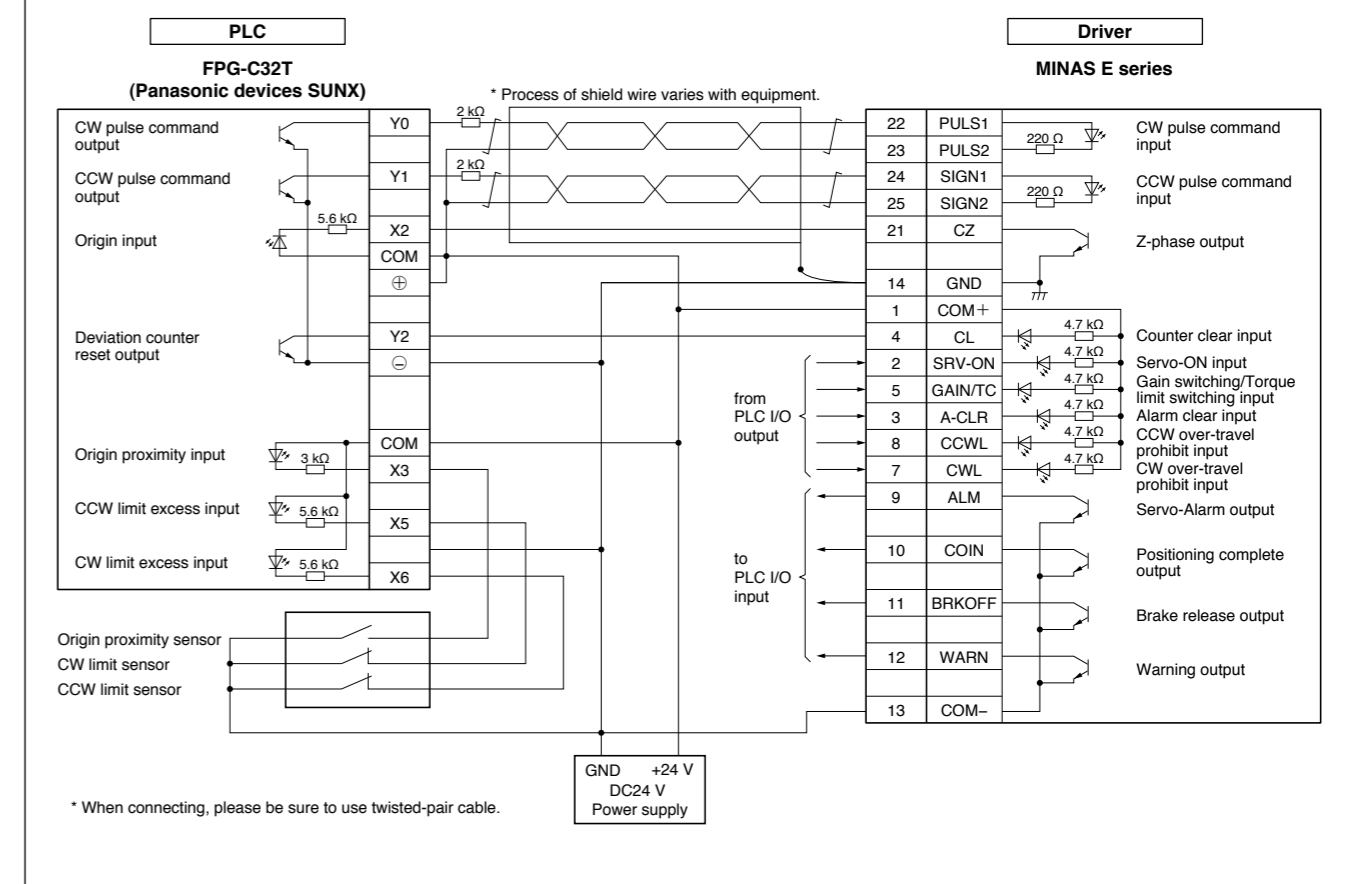 PLC
Driver
FPG-C32T
(Panasonic devices SUNX)
MINAS E series
* Process of shield wire varies with equipment.
CW pulse command
output
Y0
2 kΩ
22 PULS1
220 Ω
CW pulse command
input
23 PULS2
CCW pulse command
output
Y1
2 kΩ
24 SIGN1
220 Ω
CCW pulse command
input
25 SIGN2
Origin input
5.6 kΩ
X2
COM
⊕
21 CZ
Z-phase output
14 GND
1 COM+
Deviation counter
reset output
Y2
⊖
4 CL
4.7 kΩ
Counter clear input
from
PLC I/O
output
2 SRV-ON
4.7 kΩ
Servo-ON input
5 GAIN/TC
4.7 kΩ
Gain switching/Torque
limit switching input
3 A-CLR
4.7 kΩ
Alarm clear input
8 CCWL
4.7 kΩ
CCW over-travel
prohibit input
7 CWL
4.7 kΩ
CW over-travel
prohibit input
COM
Origin proximity input
3 kΩ
X3
CCW limit excess input
5.6 kΩ
X5
CW limit excess input
5.6 kΩ
X6
to
PLC I/O
input
9 ALM
Servo-Alarm output
10 COIN
Positioning complete
output
11 BRKOFF
Brake release output
12 WARN
Warning output
13 COM−
Origin proximity sensor
CW limit sensor
CCW limit sensor
GND +24 V
DC24 V
Power supply
* When connecting, please be sure to use twisted-pair cable.